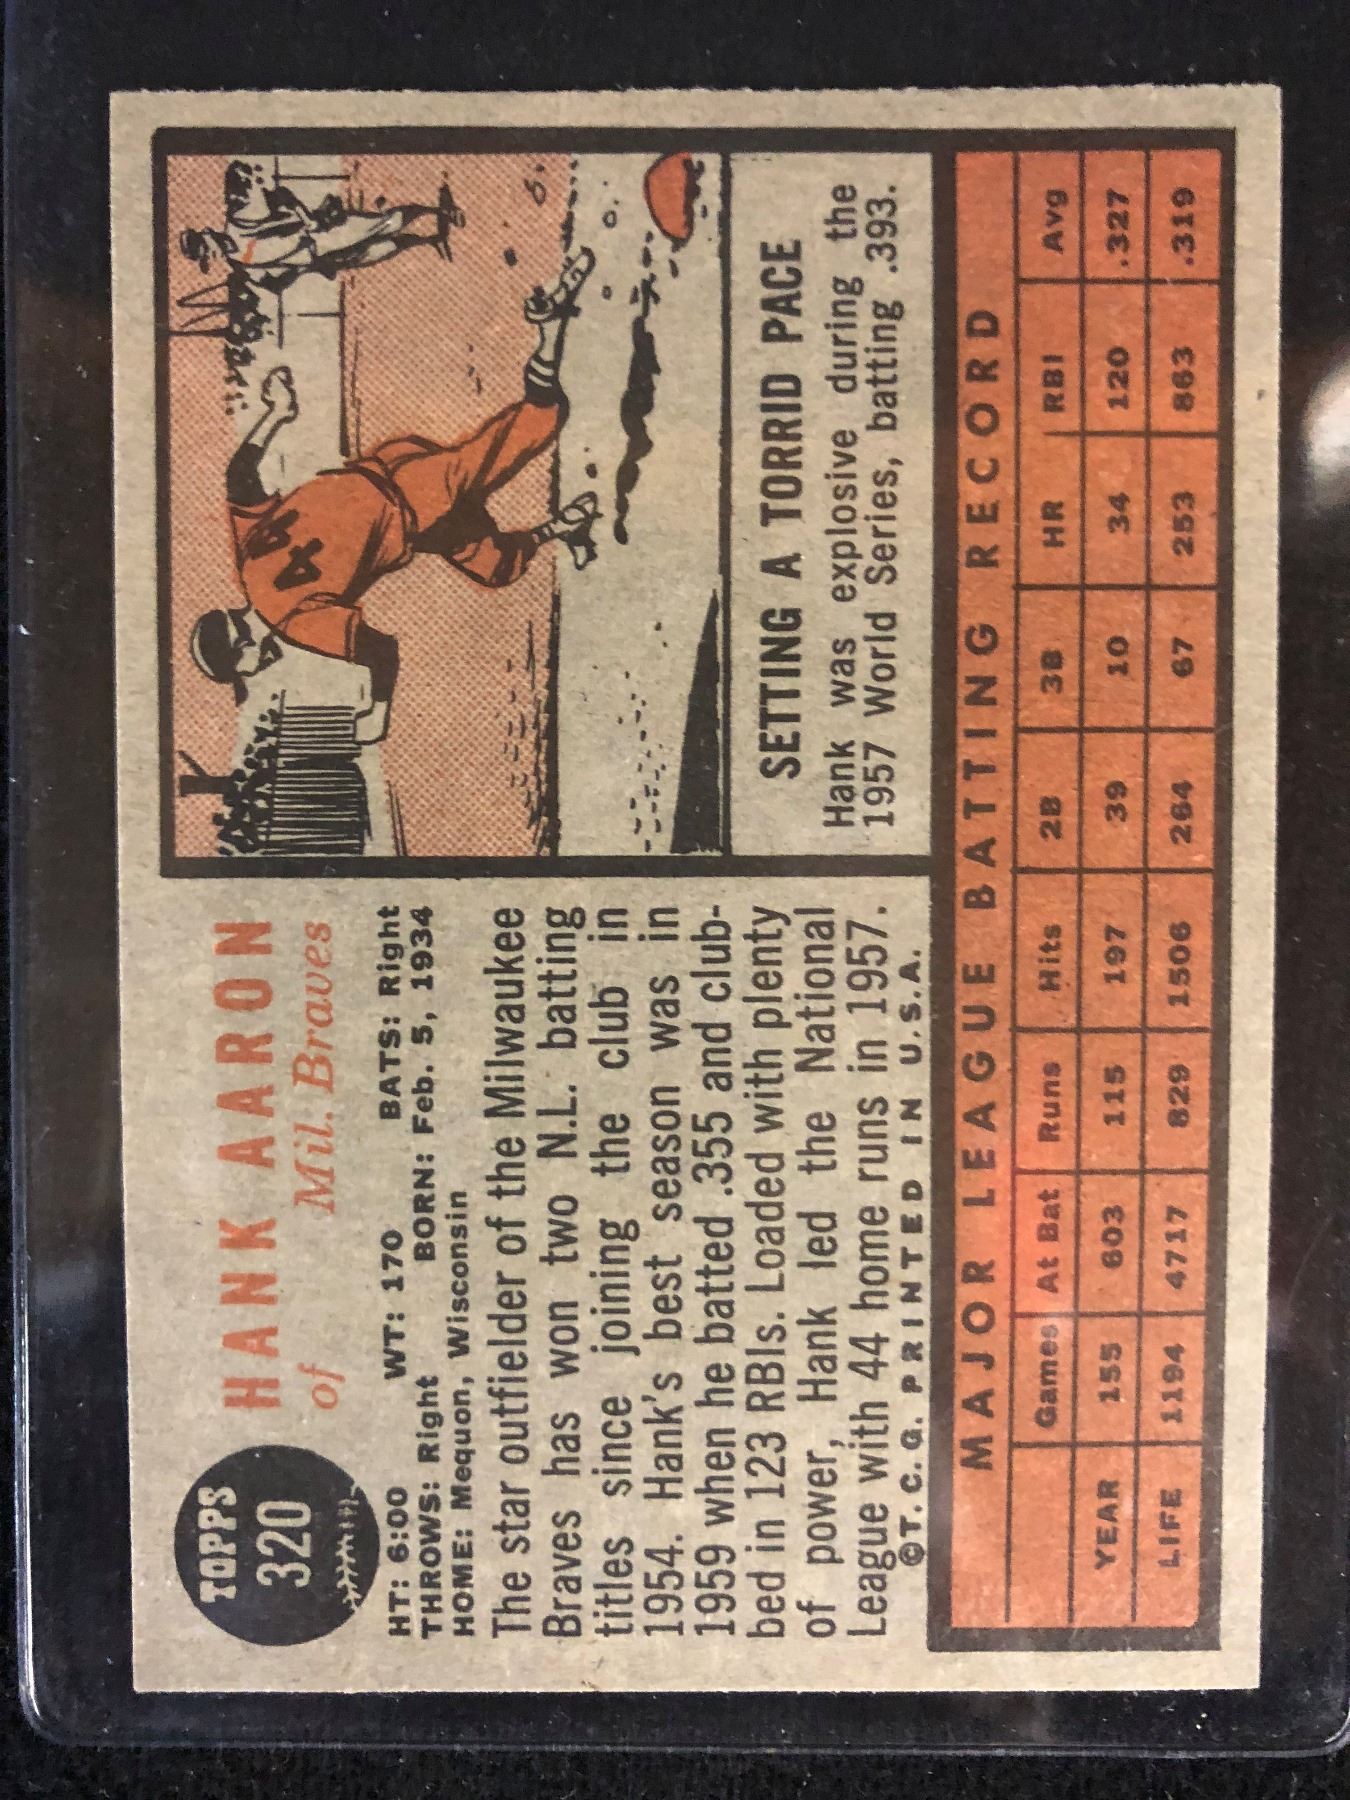 TOPPS
320
HANK AARON
of Mil. Braves
HT: 6:00 WT: 170 BATS: Right
THROWS: Right BORN: Feb. 5, 1934
HOME: Mequon, Wisconsin
The star outfielder of the Milwaukee
Braves has won two N.L. batting
titles since joining the club in
1954. Hank's best season was in
1959 when he batted .355 and club-
bed in 123 RBIs. Loaded with plenty
of power, Hank led the National
League with 44 home runs in 1957.
©T.C.G. PRINTED IN U.S.A.
44
SETTING A TORRID PACE
Hank was explosive during the
1957 World Series, batting .393.
MAJOR LEAGUE BATTING RECORD
Games At Bat Runs Hits 2B 3B HR RBI Avg
YEAR 155 603 115 197 39 10 34 120 .327
LIFE 1194 4717 829 1506 264 67 253 863 .319